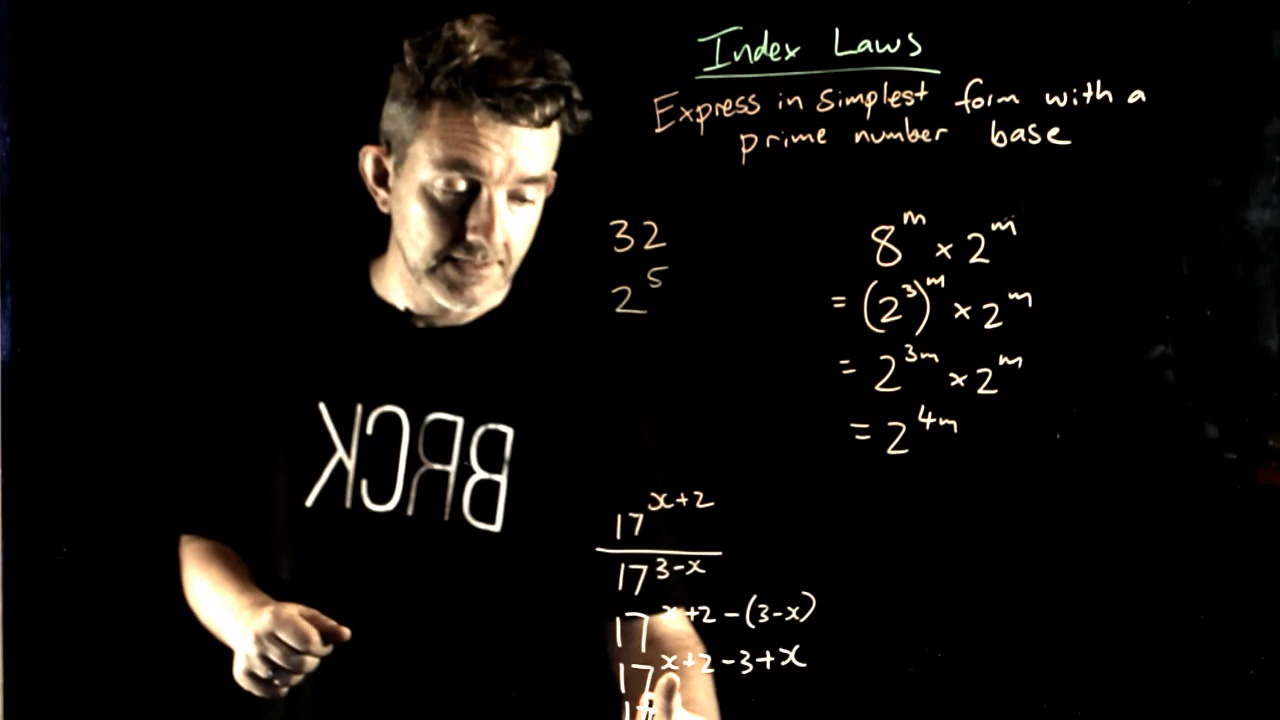 Index Laws
Express in simplest form with a
prime number base
32
2^5
8^m × 2^m
= (2^3)^m × 2^m
= 2^{3m} × 2^m
= 2^{4m}
BRCK
17^{x+2}
17^{3-x}
17^{x+2-(3-x)}
17^{x+2-3+x}
17